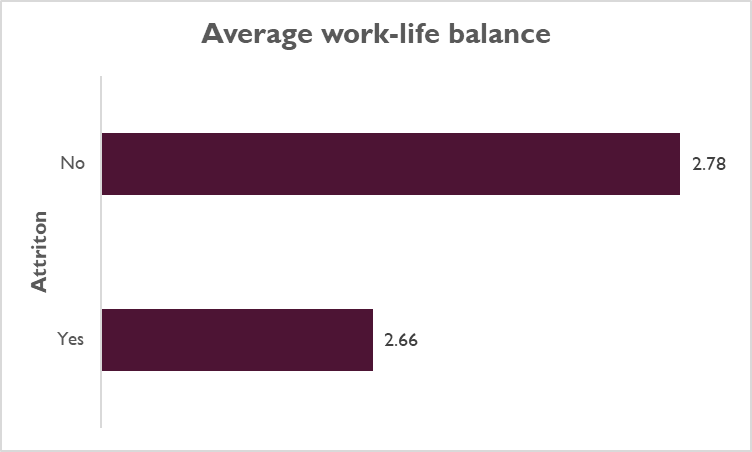 Average work-life balance
No
2.78
Attriton
Yes
2.66